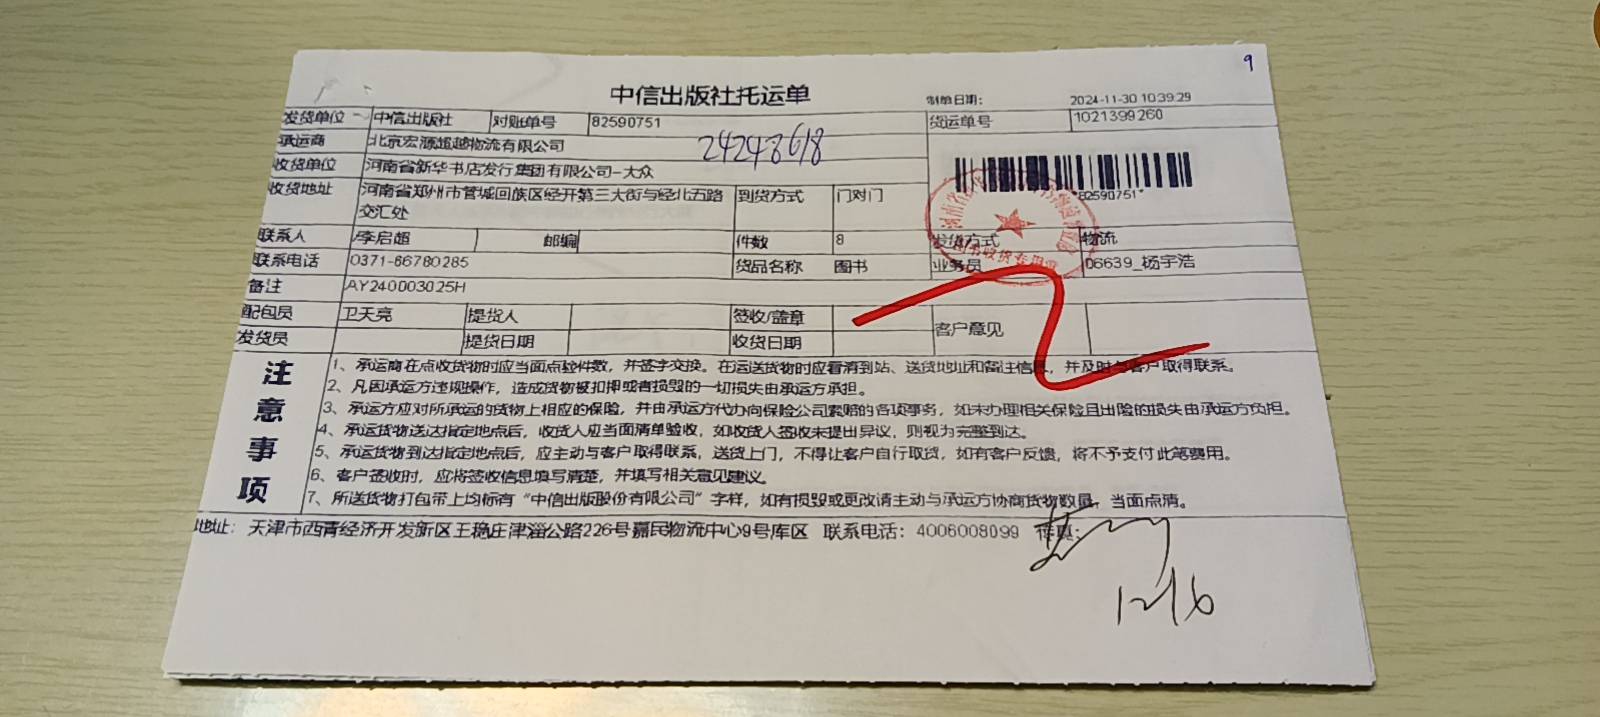 9
中信出版社托运单
制单日期: 2024-11-30 10:39:29
发货单位 中信出版社 对账单号 82590751 货运单号 1021399260
承运商 北京宏源超越物流有限公司 24248618
收货单位 河南省新华书店发行集团有限公司-大众
收货地址 河南省郑州市管城回族区经开第三大街与经北五路交汇处 到货方式 门对门
*82590751*
联系人 /李启超 邮编 件数 8 发货方式 物流
联系电话 0371-66780285 货品名称 图书 业务员 06639_杨宇浩
备注 AY240003025H
配包员 卫天亮 提货人 签收/盖章 客户意见
发货员 提货日期 收货日期
注意事项
1、承运商在点收货物时应当面点验件数，并签字交换。在运送货物时应看清到站、送货地址和备注信息，并及时与客户取得联系。
2、凡因承运方违规操作，造成货物被扣押或者损毁的一切损失由承运方承担。
3、承运方应对所承运的货物上相应的保险，并由承运方代办向保险公司索赔的各项事务，如未办理相关保险且出险的损失由承运方负担。
4、承运货物送达指定地点后，收货人应当面清单验收，如收货人签收未提出异议，则视为完整到达。
5、承运货物到达指定地点后，应主动与客户取得联系，送货上门，不得让客户自行取货，如有客户反馈，将不予支付此笔费用。
6、客户签收时，应将签收信息填写清楚，并填写相关意见建议。
7、所送货物打包带上均标有“中信出版股份有限公司”字样，如有损毁或更改请主动与承运方协商货物数量，当面点清。
地址: 天津市西青经济开发新区王稳庄津淄公路226号嘉民物流中心9号库区 联系电话: 4006008099 传真:
12/16